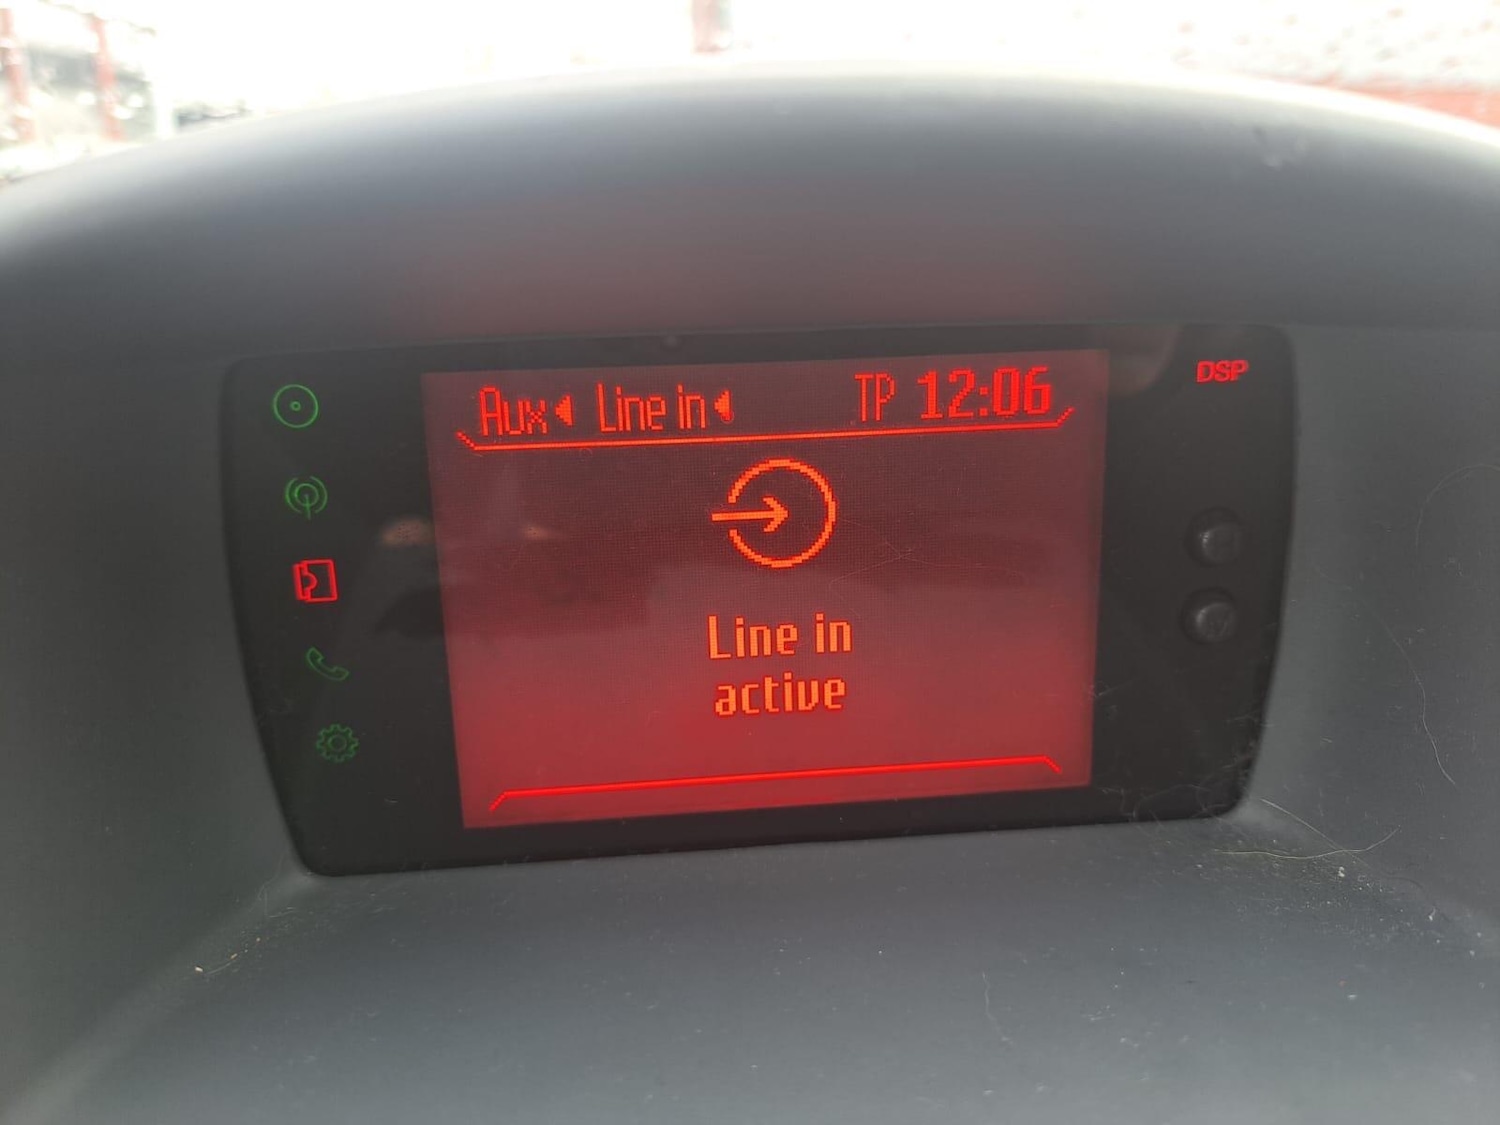 Aux Line in TP 12:06
DSP
Line in
active